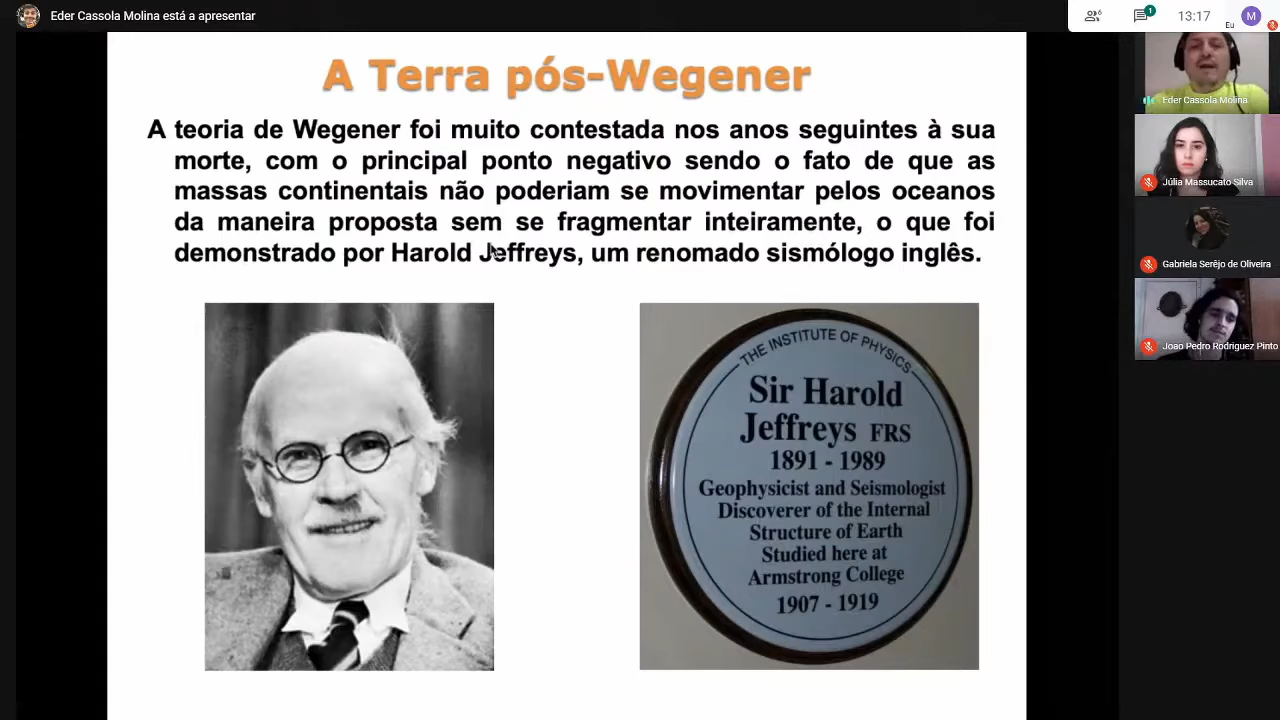 Eder Cassola Molina está a apresentar
6
1
13:17
Eu
M
A Terra pós-Wegener
A teoria de Wegener foi muito contestada nos anos seguintes à sua
morte, com o principal ponto negativo sendo o fato de que as
massas continentais não poderiam se movimentar pelos oceanos
da maneira proposta sem se fragmentar inteiramente, o que foi
demonstrado por Harold Jeffreys, um renomado sismólogo inglês.
THE INSTITUTE OF PHYSICS
Sir Harold
Jeffreys FRS
1891 - 1989
Geophysicist and Seismologist
Discoverer of the Internal
Structure of Earth
Studied here at
Armstrong College
1907 - 1919
Eder Cassola Molina
Júlia Massucato Silva
Gabriela Serêjo de Oliveira
Joao Pedro Rodriguez Pinto